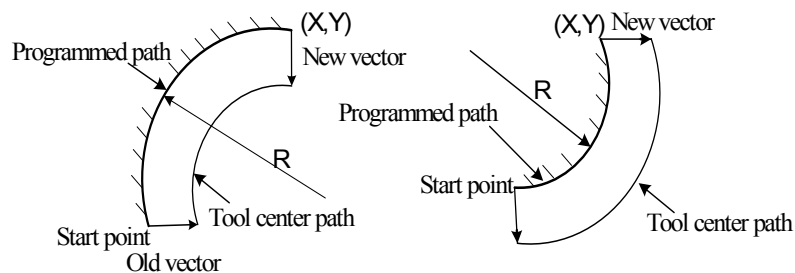 (X,Y)
Programmed path
New vector
R
Tool center path
Start point
Old vector
(X,Y) New vector
R
Programmed path
Start point
Tool center path